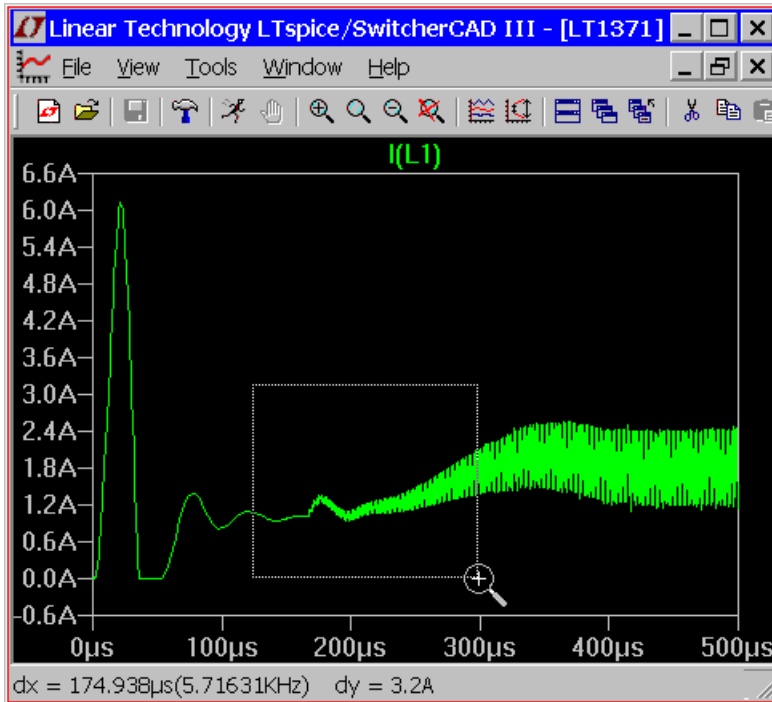 Linear Technology LTspice/SwitcherCAD III - [LT1371]
File View Tools Window Help
I(L1)
6.6A
6.0A
5.4A
4.8A
4.2A
3.6A
3.0A
2.4A
1.8A
1.2A
0.6A
0.0A
-0.6A
0µs 100µs 200µs 300µs 400µs 500µs
dx = 174.938µs(5.71631KHz) dy = 3.2A